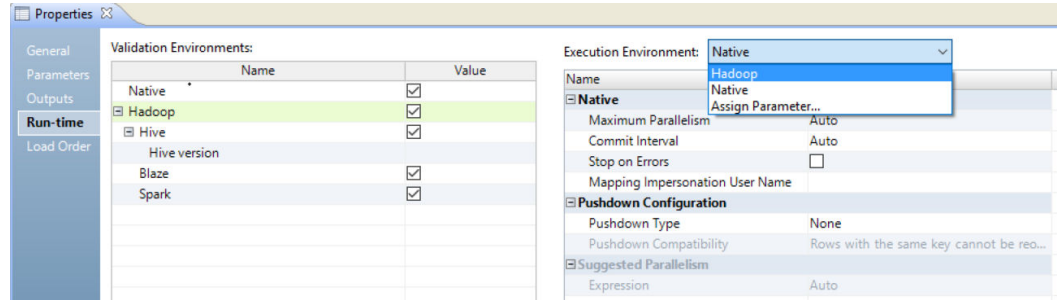 Properties
General
Parameters
Outputs
Run-time
Load Order
Validation Environments:
Name Value
Native
Hadoop
Hive
Hive version
Blaze
Spark
Execution Environment: Native
Hadoop
Native
Assign Parameter...
Name
Native
Maximum Parallelism Auto
Commit Interval Auto
Stop on Errors
Mapping Impersonation User Name
Pushdown Configuration
Pushdown Type None
Pushdown Compatibility Rows with the same key cannot be reo...
Suggested Parallelism
Expression Auto